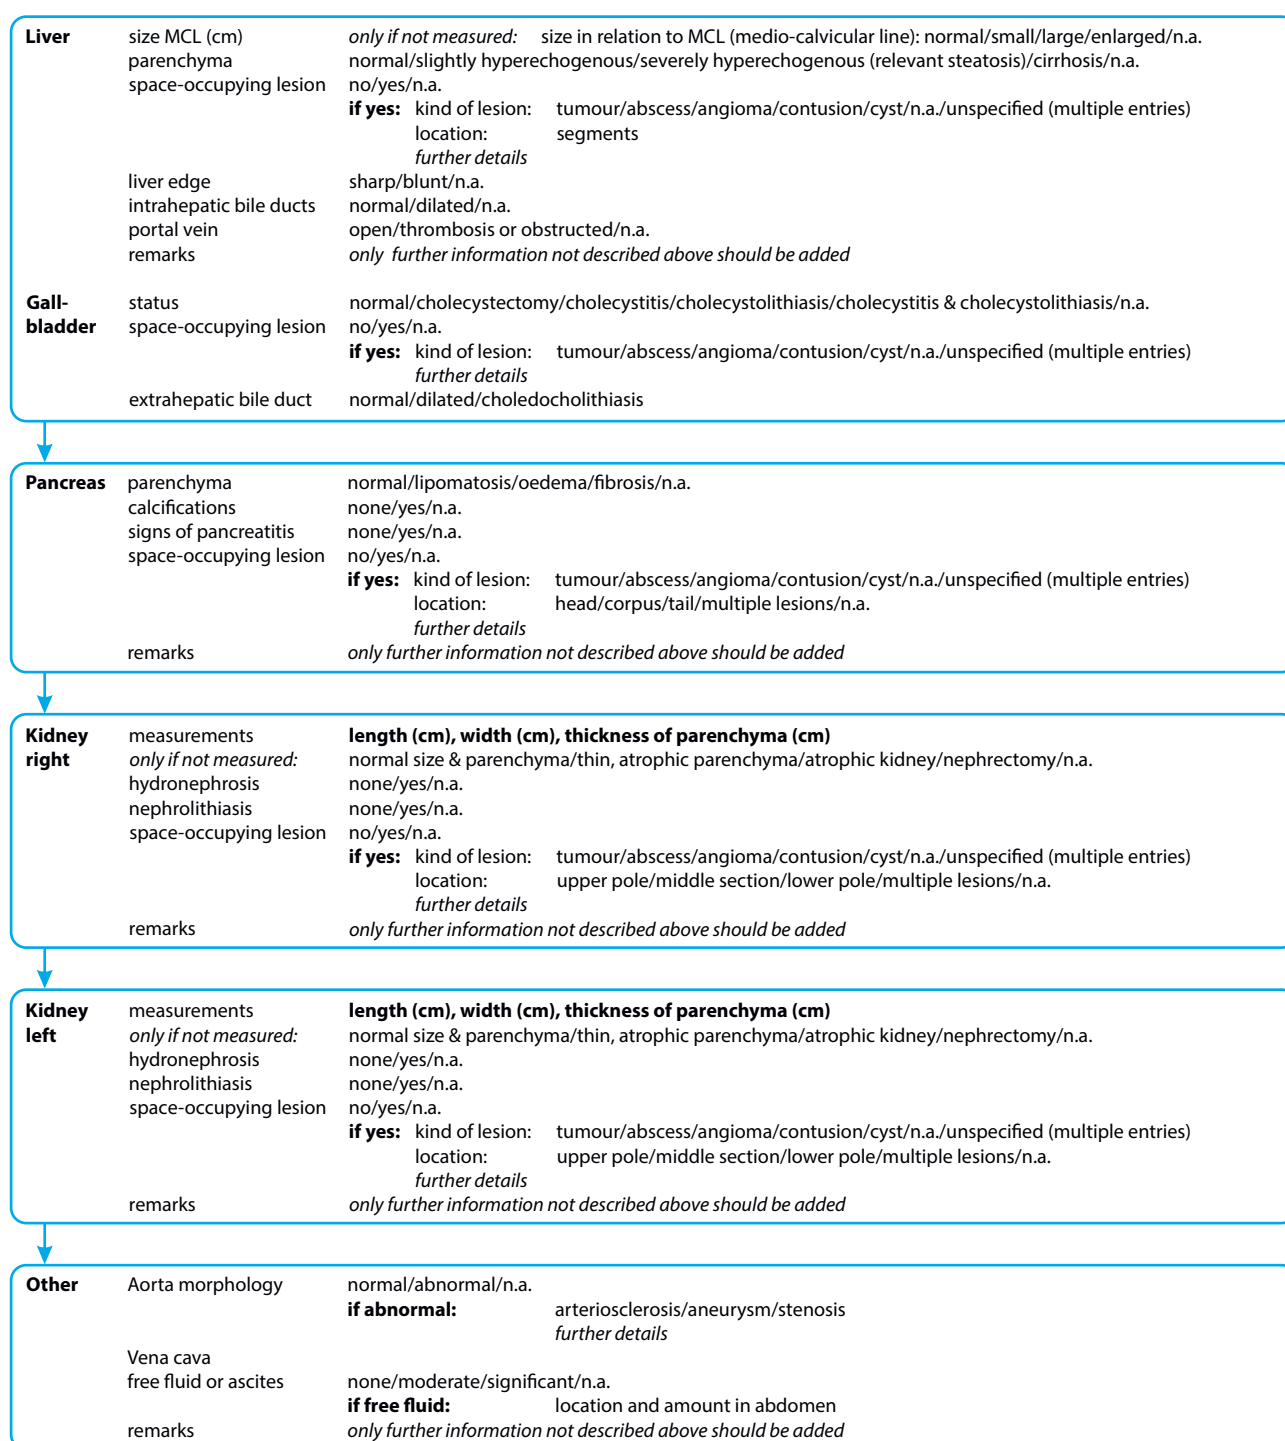 Liver size MCL (cm) only if not measured: size in relation to MCL (medio-calvicular line): normal/small/large/enlarged/n.a.
parenchyma normal/slightly hyperechogenous/severely hyperechogenous (relevant steatosis)/cirrhosis/n.a.
space-occupying lesion no/yes/n.a.
if yes: kind of lesion: tumour/abscess/angioma/contusion/cyst/n.a./unspecified (multiple entries)
location: segments
further details
liver edge sharp/blunt/n.a.
intrahepatic bile ducts normal/dilated/n.a.
portal vein open/thrombosis or obstructed/n.a.
remarks only further information not described above should be added
Gall- status normal/cholecystectomy/cholecystitis/cholecystolithiasis/cholecystitis & cholecystolithiasis/n.a.
bladder space-occupying lesion no/yes/n.a.
if yes: kind of lesion: tumour/abscess/angioma/contusion/cyst/n.a./unspecified (multiple entries)
further details
extrahepatic bile duct normal/dilated/choledocholithiasis
Pancreas parenchyma normal/lipomatosis/oedema/fibrosis/n.a.
calcifications none/yes/n.a.
signs of pancreatitis none/yes/n.a.
space-occupying lesion no/yes/n.a.
if yes: kind of lesion: tumour/abscess/angioma/contusion/cyst/n.a./unspecified (multiple entries)
location: head/corpus/tail/multiple lesions/n.a.
further details
remarks only further information not described above should be added
Kidney measurements length (cm), width (cm), thickness of parenchyma (cm)
right only if not measured: normal size & parenchyma/thin, atrophic parenchyma/atrophic kidney/nephrectomy/n.a.
hydronephrosis none/yes/n.a.
nephrolithiasis none/yes/n.a.
space-occupying lesion no/yes/n.a.
if yes: kind of lesion: tumour/abscess/angioma/contusion/cyst/n.a./unspecified (multiple entries)
location: upper pole/middle section/lower pole/multiple lesions/n.a.
further details
remarks only further information not described above should be added
Kidney measurements length (cm), width (cm), thickness of parenchyma (cm)
left only if not measured: normal size & parenchyma/thin, atrophic parenchyma/atrophic kidney/nephrectomy/n.a.
hydronephrosis none/yes/n.a.
nephrolithiasis none/yes/n.a.
space-occupying lesion no/yes/n.a.
if yes: kind of lesion: tumour/abscess/angioma/contusion/cyst/n.a./unspecified (multiple entries)
location: upper pole/middle section/lower pole/multiple lesions/n.a.
further details
remarks only further information not described above should be added
Other Aorta morphology normal/abnormal/n.a.
if abnormal: arteriosclerosis/aneurysm/stenosis
further details
Vena cava
free fluid or ascites none/moderate/significant/n.a.
if free fluid: location and amount in abdomen
remarks only further information not described above should be added